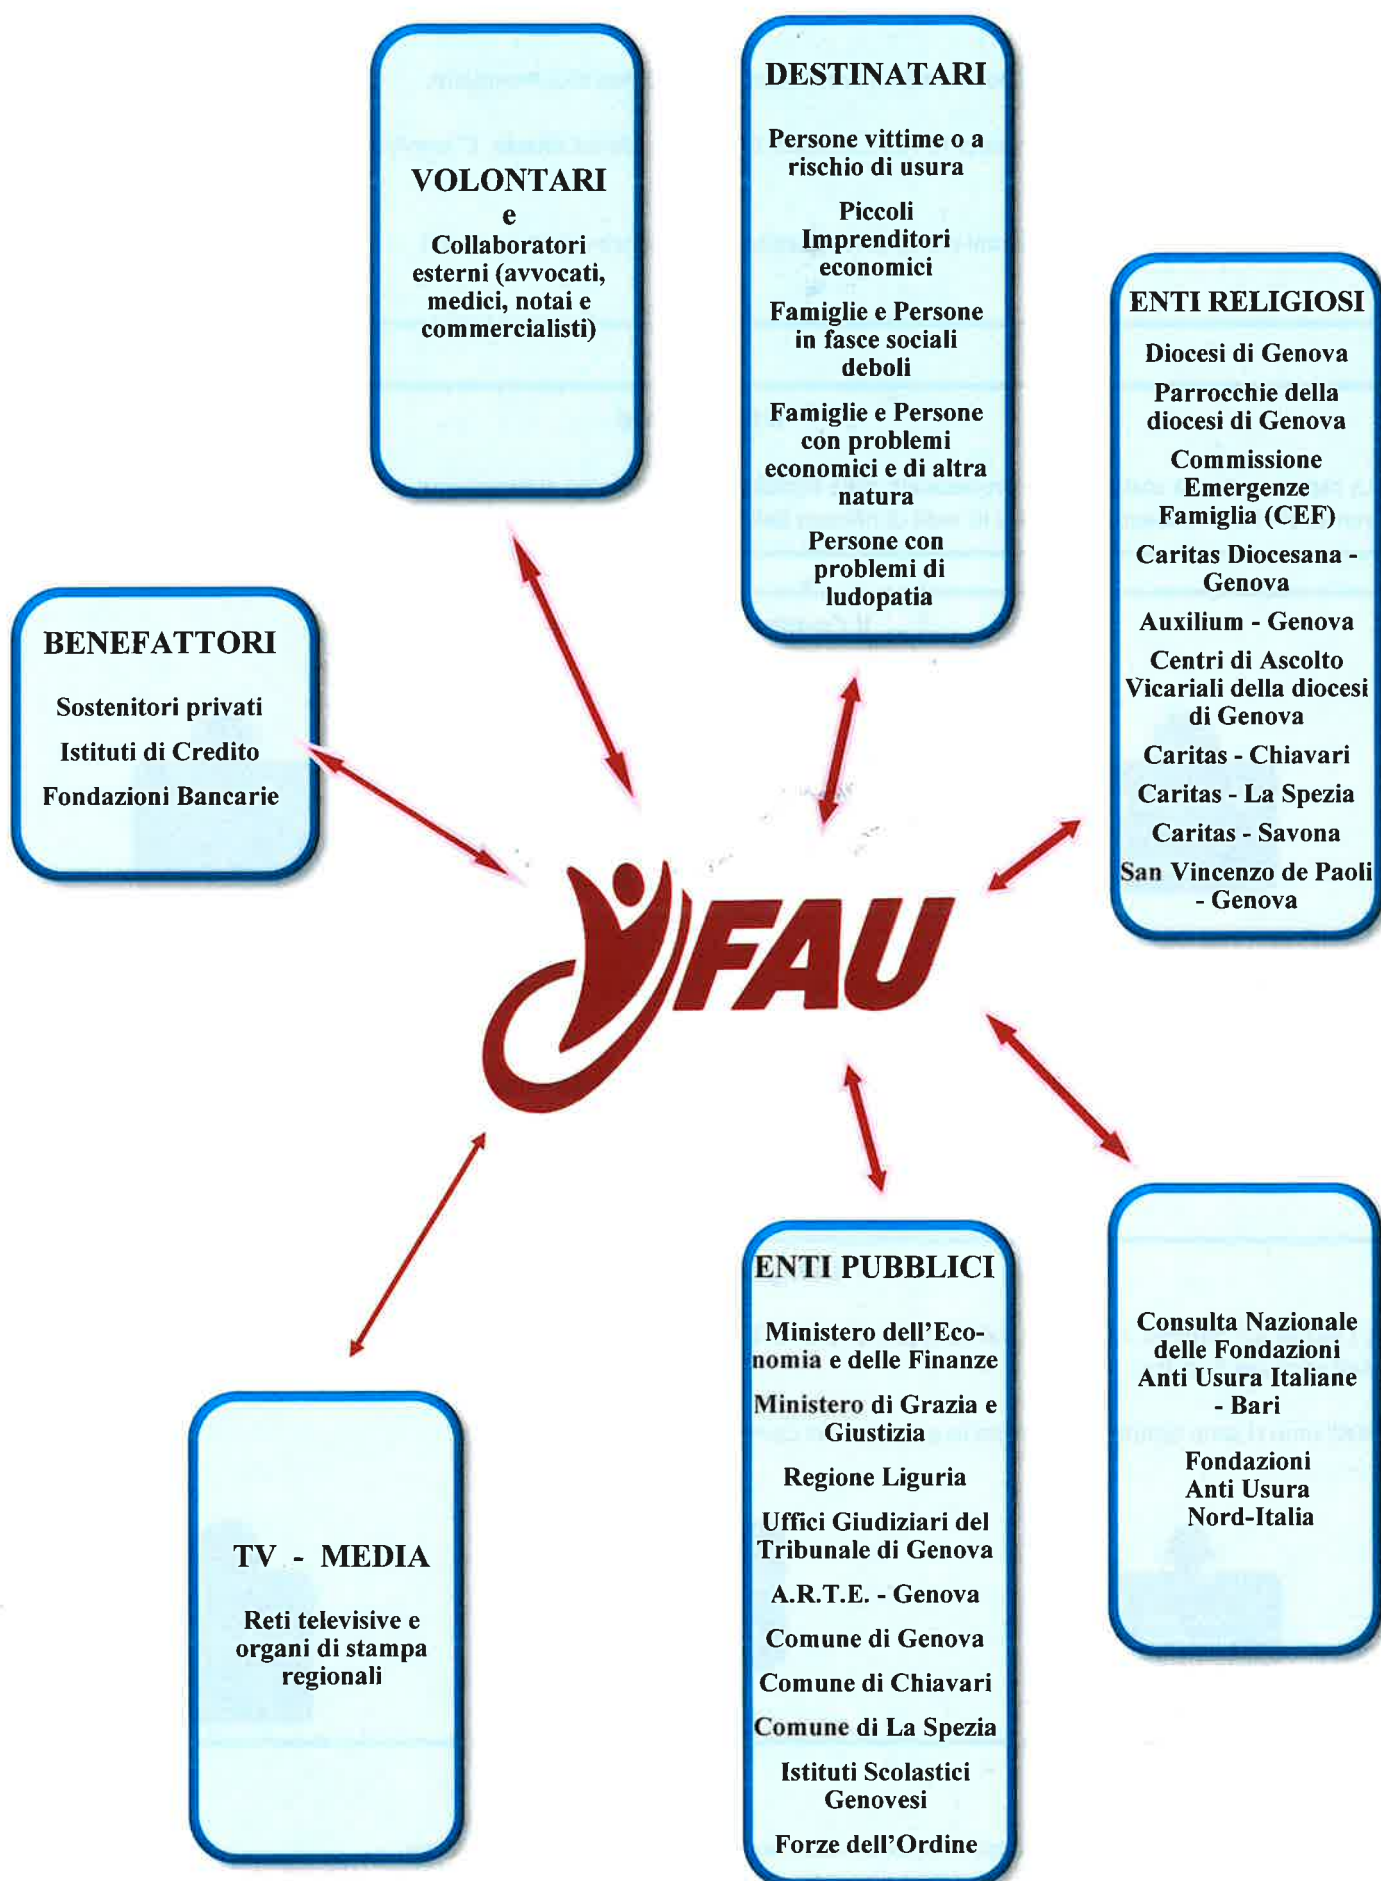 VOLONTARI
e
Collaboratori
esterni (avvocati,
medici, notai e
commercialisti)
DESTINATARI
Persone vittime o a
rischio di usura
Piccoli
Imprenditori
economici
Famiglie e Persone
in fasce sociali
deboli
Famiglie e Persone
con problemi
economici e di altra
natura
Persone con
problemi di
ludopatia
ENTI RELIGIOSI
Diocesi di Genova
Parrocchie della
diocesi di Genova
Commissione
Emergenze
Famiglia (CEF)
Caritas Diocesana -
Genova
Auxilium - Genova
Centri di Ascolto
Vicariali della diocesi
di Genova
Caritas - Chiavari
Caritas - La Spezia
Caritas - Savona
San Vincenzo de Paoli
- Genova
BENEFATTORI
Sostenitori privati
Istituti di Credito
Fondazioni Bancarie
FAU
TV - MEDIA
Reti televisive e
organi di stampa
regionali
ENTI PUBBLICI
Ministero dell'Eco-
nomia e delle Finanze
Ministero di Grazia e
Giustizia
Regione Liguria
Uffici Giudiziari del
Tribunale di Genova
A.R.T.E. - Genova
Comune di Genova
Comune di Chiavari
Comune di La Spezia
Istituti Scolastici
Genovesi
Forze dell'Ordine
Consulta Nazionale
delle Fondazioni
Anti Usura Italiane
- Bari
Fondazioni
Anti Usura
Nord-Italia